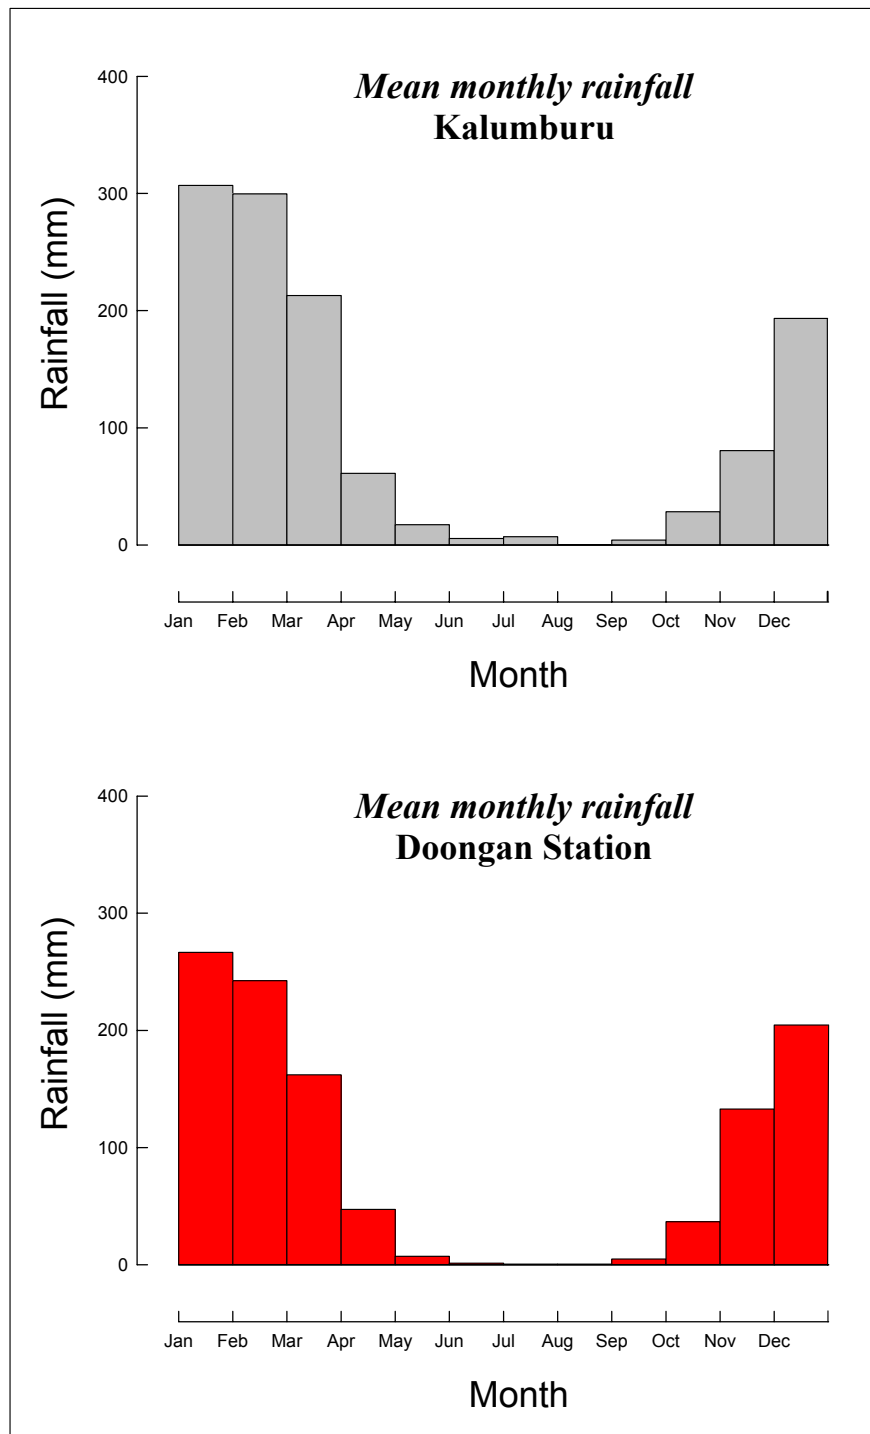 Mean monthly rainfall
Kalumburu
400
300
200
100
0
Rainfall (mm)
Jan Feb Mar Apr May Jun Jul Aug Sep Oct Nov Dec
Month
Mean monthly rainfall
Doongan Station
400
300
200
100
0
Rainfall (mm)
Jan Feb Mar Apr May Jun Jul Aug Sep Oct Nov Dec
Month